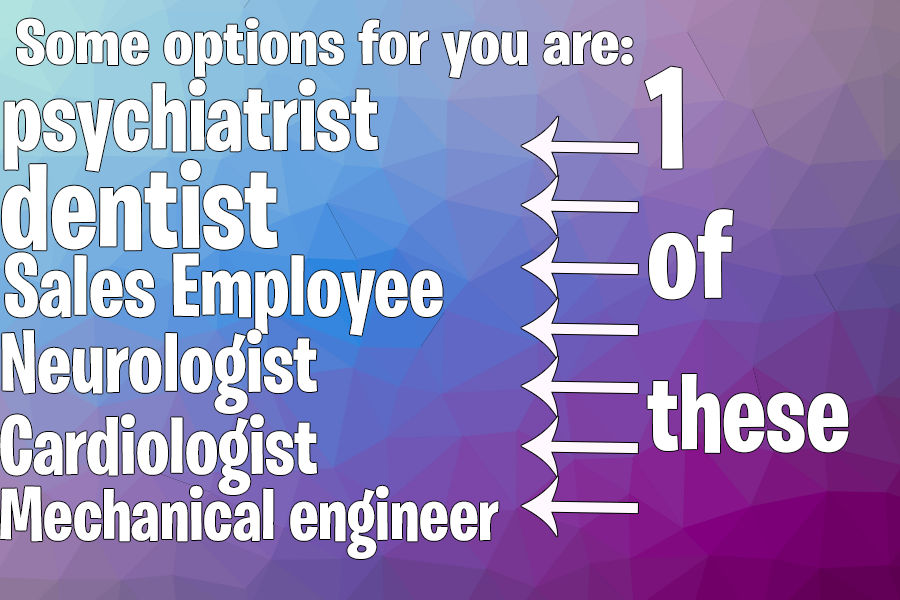 Some options for you are:
psychiatrist
dentist
Sales Employee
Neurologist
Cardiologist
Mechanical engineer
1
of
these